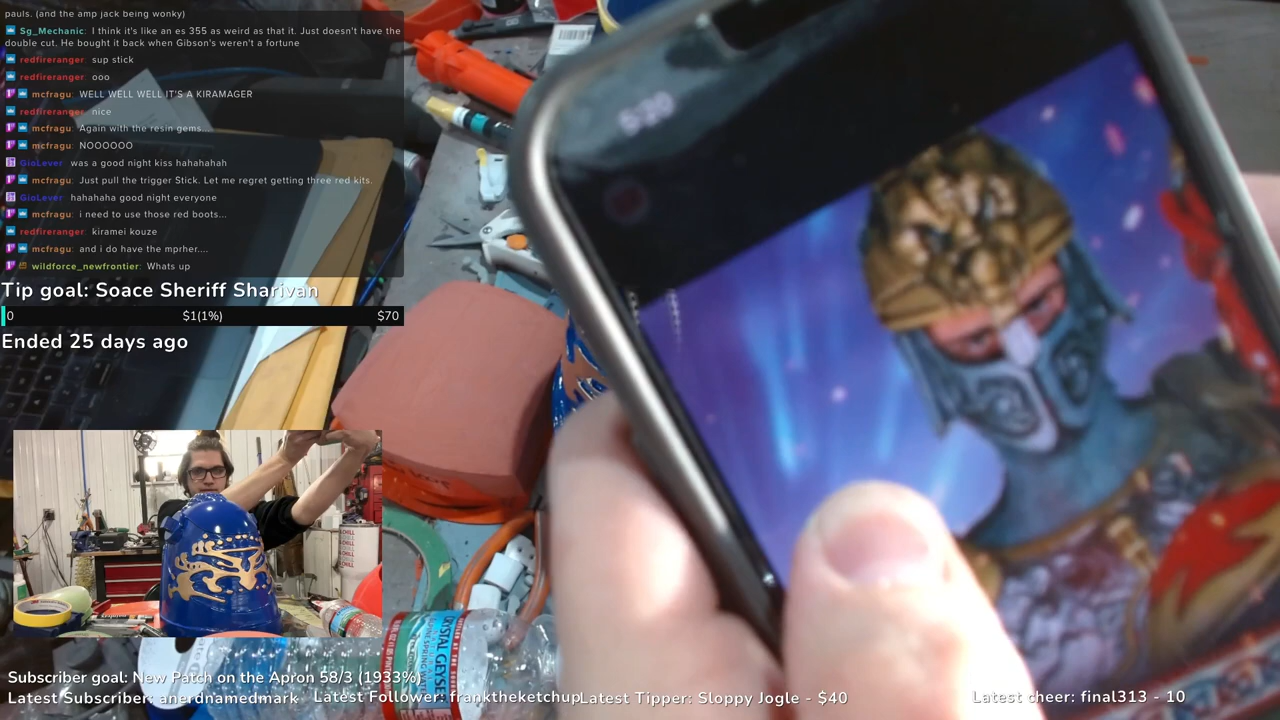 pauls. (and the amp jack being wonky)
Sg_Mechanic: I think it's like an es 355 as weird as that it. Just doesn't have the
double cut. He bought it back when Gibson's weren't a fortune
redfireranger: sup stick
redfireranger: ooo
mcfragu: WELL WELL WELL IT'S A KIRAMAGER
redfireranger: nice
mcfragu: Again with the resin gems...
mcfragu: NOOOOOO
GioLever: was a good night kiss hahahahah
mcfragu: Just pull the trigger Stick. Let me regret getting three red kits.
GioLever: hahahaha good night everyone
mcfragu: i need to use those red boots...
redfireranger: kiramei kouze
mcfragu: and i do have the mprher....
wildforce_newfrontier: Whats up
Tip goal: Soace Sheriff Sharivan
0 $1(1%) $70
Ended 25 days ago
5:20
CRYSTAL GEYSER
Subscriber goal: New Patch on the Apron 58/3 (1933%)
Latest Subscriber: anerdnamedmark Latest Follower: franktheketchup Latest Tipper: Sloppy Jogle - $40 Latest cheer: final313 - 10